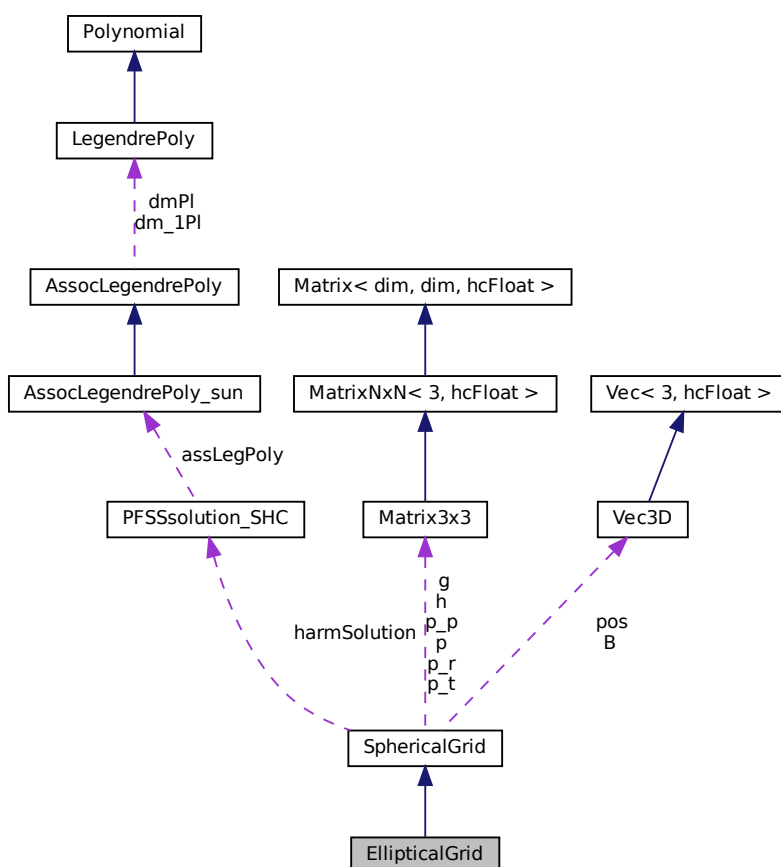 Polynomial
LegendrePoly
dmPl
dm_1Pl
AssocLegendrePoly
Matrix< dim, dim, hcFloat >
AssocLegendrePoly_sun
MatrixNxN< 3, hcFloat >
Vec< 3, hcFloat >
assLegPoly
PFSSsolution_SHC
Matrix3x3
Vec3D
harmSolution
g
h
p_p
p
p_r
p_t
pos
B
SphericalGrid
EllipticalGrid